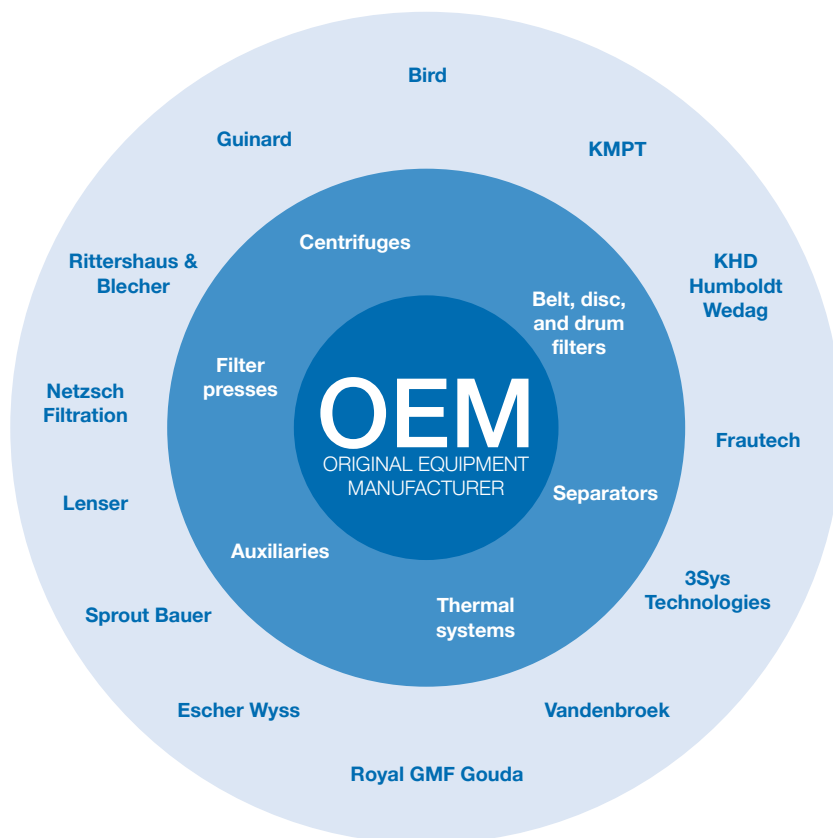 Bird
Guinard
KMPT
Centrifuges
Rittershaus &
Blecher
KHD
Humboldt
Wedag
Belt, disc,
and drum
filters
Filter
presses
OEM
ORIGINAL EQUIPMENT
MANUFACTURER
Netzsch
Filtration
Frautech
Separators
Lenser
Auxiliaries
3Sys
Technologies
Thermal
systems
Sprout Bauer
Escher Wyss
Vandenbroek
Royal GMF Gouda